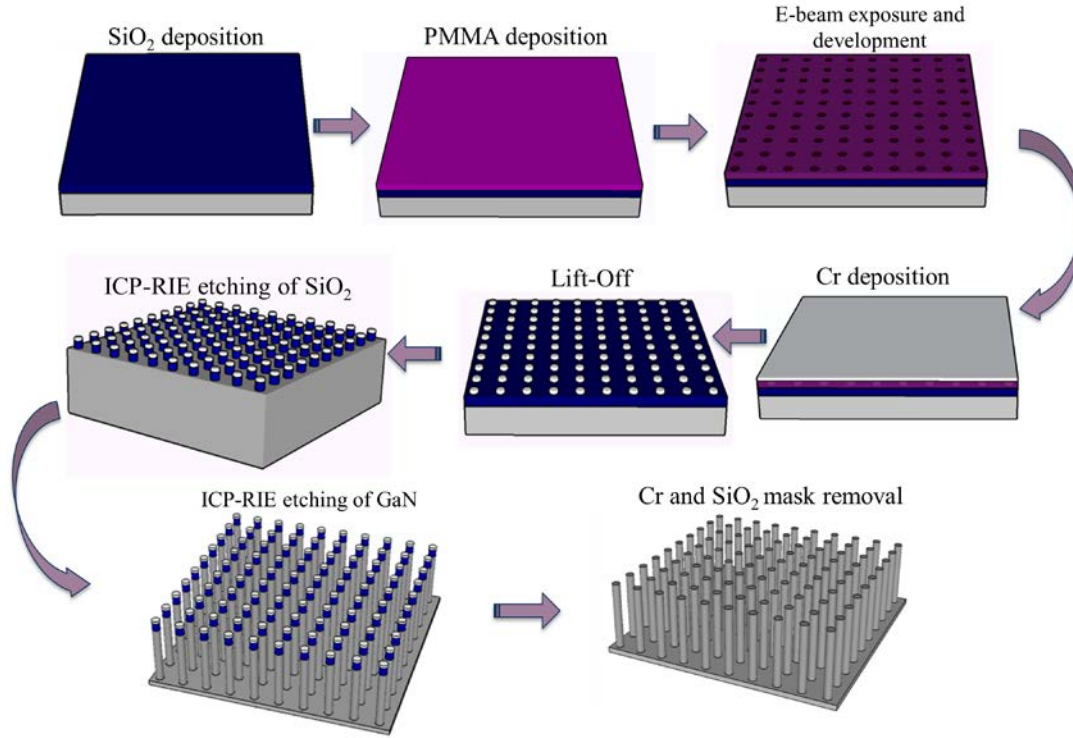 SiO₂ deposition
PMMA deposition
E-beam exposure and
development
Cr deposition
Lift-Off
ICP-RIE etching of SiO₂
ICP-RIE etching of GaN
Cr and SiO₂ mask removal